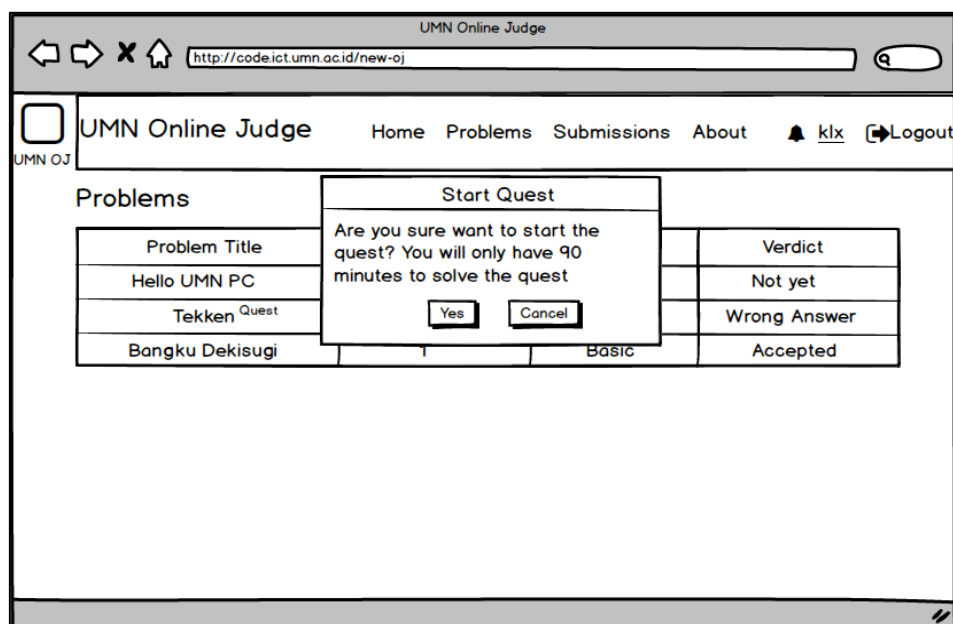 UMN Online Judge
http://code.ict.umn.ac.id/new-oj
UMN OJ
UMN Online Judge Home Problems Submissions About klx Logout
Problems
Start Quest
Are you sure want to start the
quest? You will only have 90
minutes to solve the quest
Yes Cancel
Problem Title Verdict
Hello UMN PC Not yet
Tekken Quest Wrong Answer
Bangku Dekisugi 1 Basic Accepted